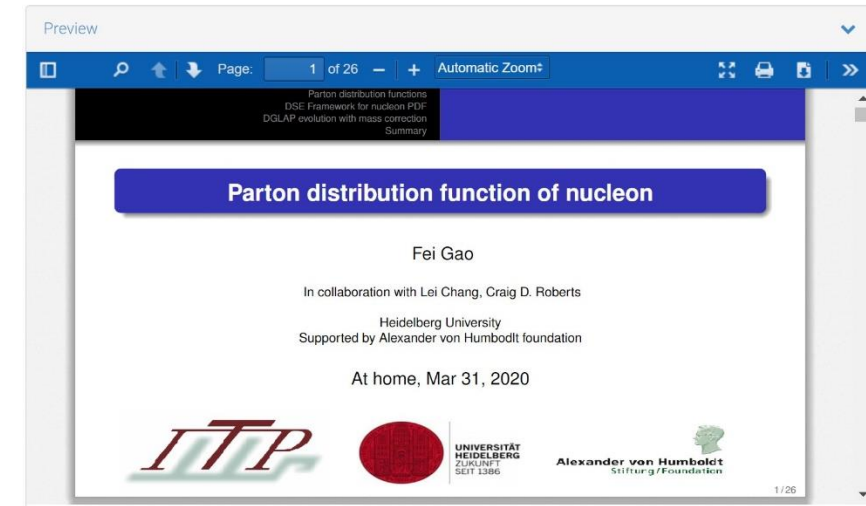 Preview
Page: 1 of 26 − + Automatic Zoom
Parton distribution functions
DSE Framework for nucleon PDF
DGLAP evolution with mass correction
Summary
Parton distribution function of nucleon
Fei Gao
In collaboration with Lei Chang, Craig D. Roberts
Heidelberg University
Supported by Alexander von Humbodlt foundation
At home, Mar 31, 2020
ITP
UNIVERSITÄT
HEIDELBERG
ZUKUNFT
SEIT 1386
Alexander von Humboldt
Stiftung/Foundation
1 / 26